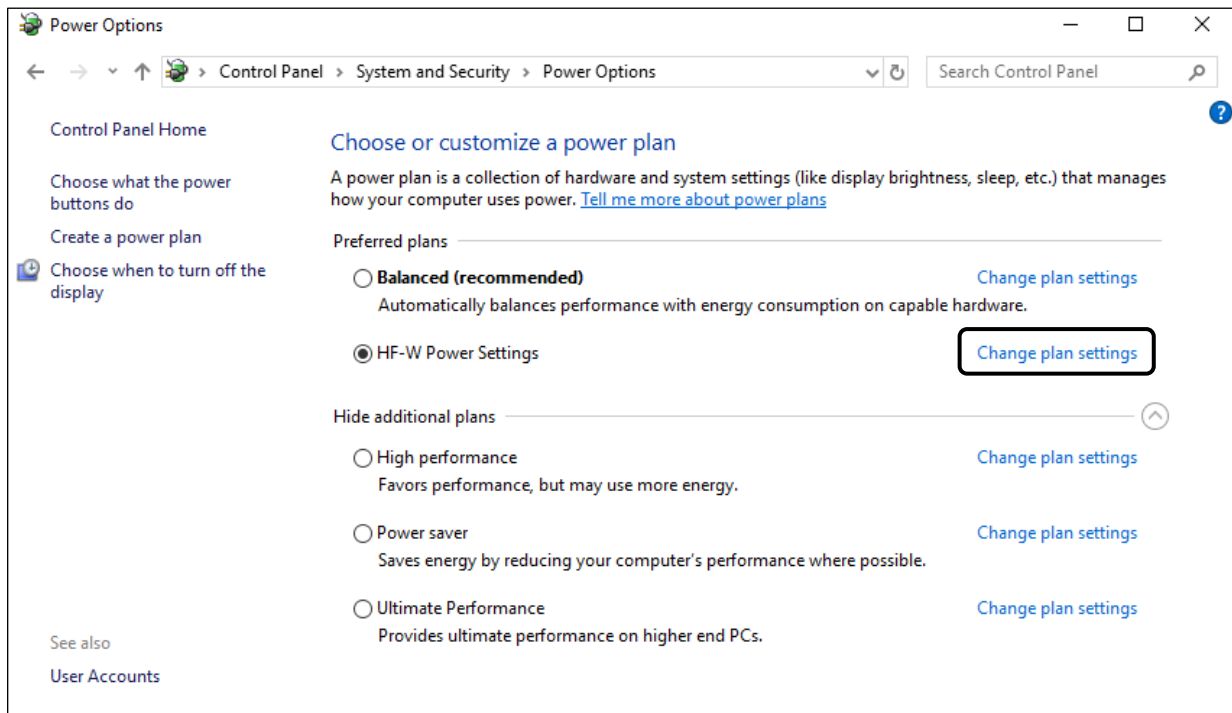 Power Options
Control Panel > System and Security > Power Options
Search Control Panel
?
Control Panel Home
Choose what the power
buttons do
Create a power plan
Choose when to turn off the
display
Choose or customize a power plan
A power plan is a collection of hardware and system settings (like display brightness, sleep, etc.) that manages
how your computer uses power. Tell me more about power plans
Preferred plans
Balanced (recommended) Change plan settings
Automatically balances performance with energy consumption on capable hardware.
HF-W Power Settings Change plan settings
Hide additional plans
High performance Change plan settings
Favors performance, but may use more energy.
Power saver Change plan settings
Saves energy by reducing your computer's performance where possible.
Ultimate Performance Change plan settings
Provides ultimate performance on higher end PCs.
See also
User Accounts